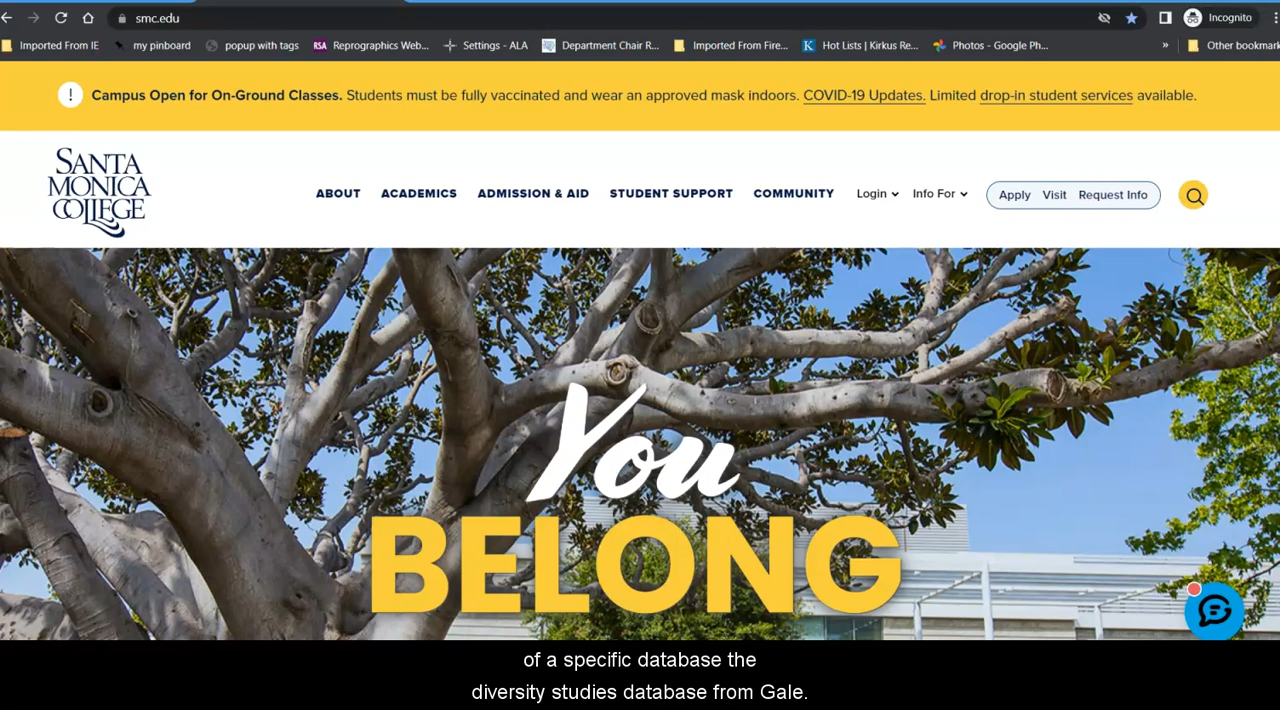 smc.edu
Incognito
Imported From IE my pinboard popup with tags RSA Reprographics Web... Settings - ALA Department Chair R... Imported From Fire... K Hot Lists | Kirkus Re... Photos - Google Ph... » Other bookmark
! Campus Open for On-Ground Classes. Students must be fully vaccinated and wear an approved mask indoors. COVID-19 Updates. Limited drop-in student services available.
SANTA
MONICA
COLLEGE
ABOUT ACADEMICS ADMISSION & AID STUDENT SUPPORT COMMUNITY Login Info For Apply Visit Request Info
You
BELONG
of a specific database the
diversity studies database from Gale.